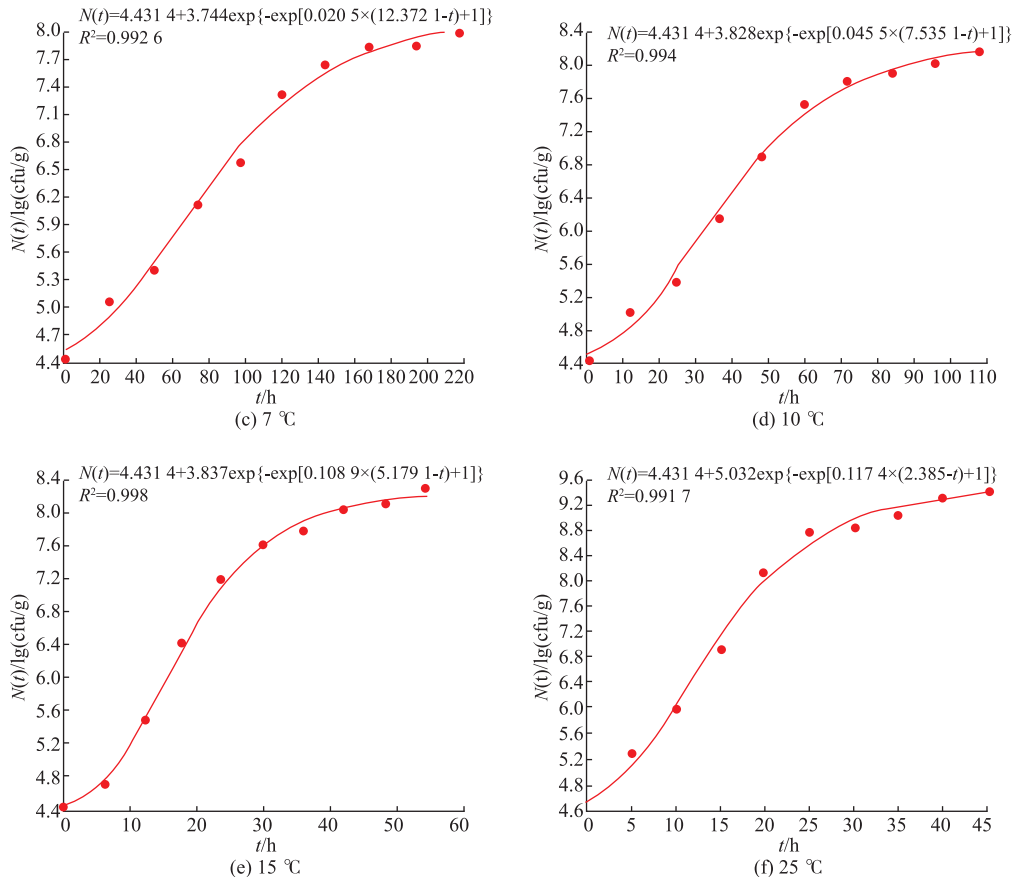 N(t)=4.431 4+3.744exp{-exp[0.020 5×(12.372 1-t)+1]}
R²=0.992 6
8.0
7.7
7.4
7.1
6.8
6.5
6.2
5.9
5.6
5.3
5.0
4.7
4.4
N(t)/lg(cfu/g)
0 20 40 60 80 100 120 140 160 180 200 220
t/h
(c) 7 ℃
N(t)=4.431 4+3.828exp{-exp[0.045 5×(7.535 1-t)+1]}
R²=0.994
8.4
8.0
7.6
7.2
6.8
6.4
6.0
5.6
5.2
4.8
4.4
N(t)/lg(cfu/g)
0 10 20 30 40 50 60 70 80 90 100 110
t/h
(d) 10 ℃
N(t)=4.431 4+3.837exp{-exp[0.108 9×(5.179 1-t)+1]}
R²=0.998
8.4
8.0
7.6
7.2
6.8
6.4
6.0
5.6
5.2
4.8
4.4
N(t)/lg(cfu/g)
0 10 20 30 40 50 60
t/h
(e) 15 ℃
N(t)=4.431 4+5.032exp{-exp[0.117 4×(2.385-t)+1]}
R²=0.991 7
9.6
9.2
8.8
8.4
8.0
7.6
7.2
6.8
6.4
6.0
5.6
5.2
4.8
4.6
N(t)/lg(cfu/g)
0 5 10 15 20 25 30 35 40 45
t/h
(f) 25 ℃